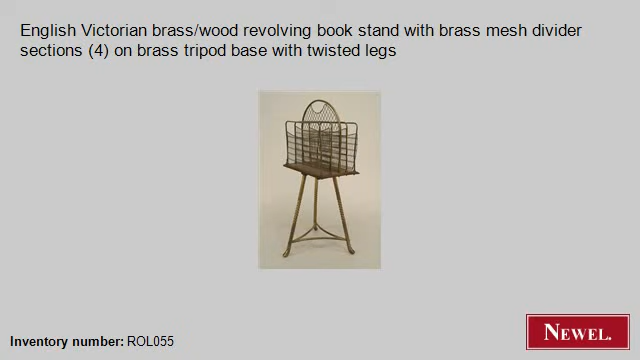 English Victorian brass/wood revolving book stand with brass mesh divider
sections (4) on brass tripod base with twisted legs
Inventory number: ROL055
NEWEL.